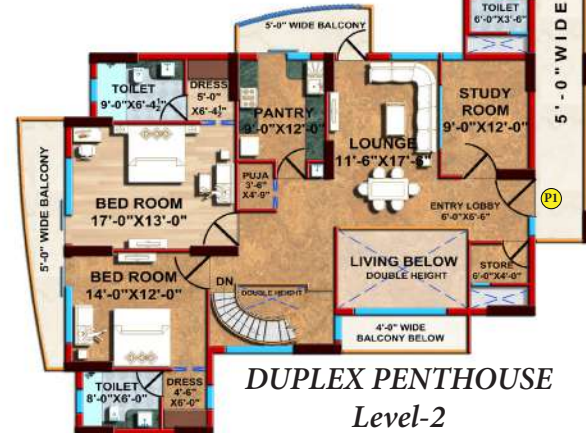 TOILET
6'-0"X3'-6"
5'-0" WIDE BALCONY
5'-0" WIDE
TOILET
9'-0"X6'-4½"
DRESS
5'-0"
X6'-4½"
PANTRY
9'-0"X12'-0"
STUDY
ROOM
9'-0"X12'-0"
LOUNGE
11'-6"X17'-6"
PUJA
3'-6"
X4'-9"
5'-0" WIDE BALCONY
BED ROOM
17'-0"X13'-0"
ENTRY LOBBY
6'-0"X6'-6"
P1
BED ROOM
14'-0"X12'-0"
DN
DOUBLE HEIGHT
LIVING BELOW
DOUBLE HEIGHT
STORE
6'-0"X4'-0"
4'-0" WIDE
BALCONY BELOW
TOILET
8'-0"X6'-0"
DRESS
4'-6"
X6'-0"
DUPLEX PENTHOUSE
Level-2